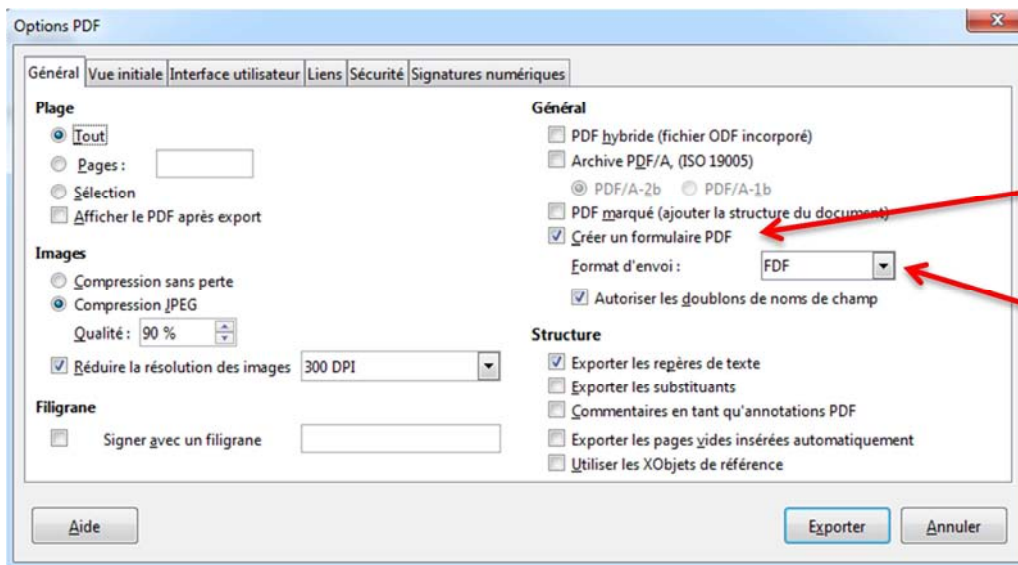 Options PDF
Général Vue initiale Interface utilisateur Liens Sécurité Signatures numériques
Plage
Tout
Pages :
Sélection
Afficher le PDF après export
Images
Compression sans perte
Compression JPEG
Qualité : 90 %
Réduire la résolution des images 300 DPI
Filigrane
Signer avec un filigrane
Général
PDF hybride (fichier ODF incorporé)
Archive PDF/A, (ISO 19005)
PDF/A-2b PDF/A-1b
PDF marqué (ajouter la structure du document)
Créer un formulaire PDF
Format d'envoi : FDF
Autoriser les doublons de noms de champ
Structure
Exporter les repères de texte
Exporter les substituants
Commentaires en tant qu'annotations PDF
Exporter les pages vides insérées automatiquement
Utiliser les XObjets de référence
Aide Exporter Annuler